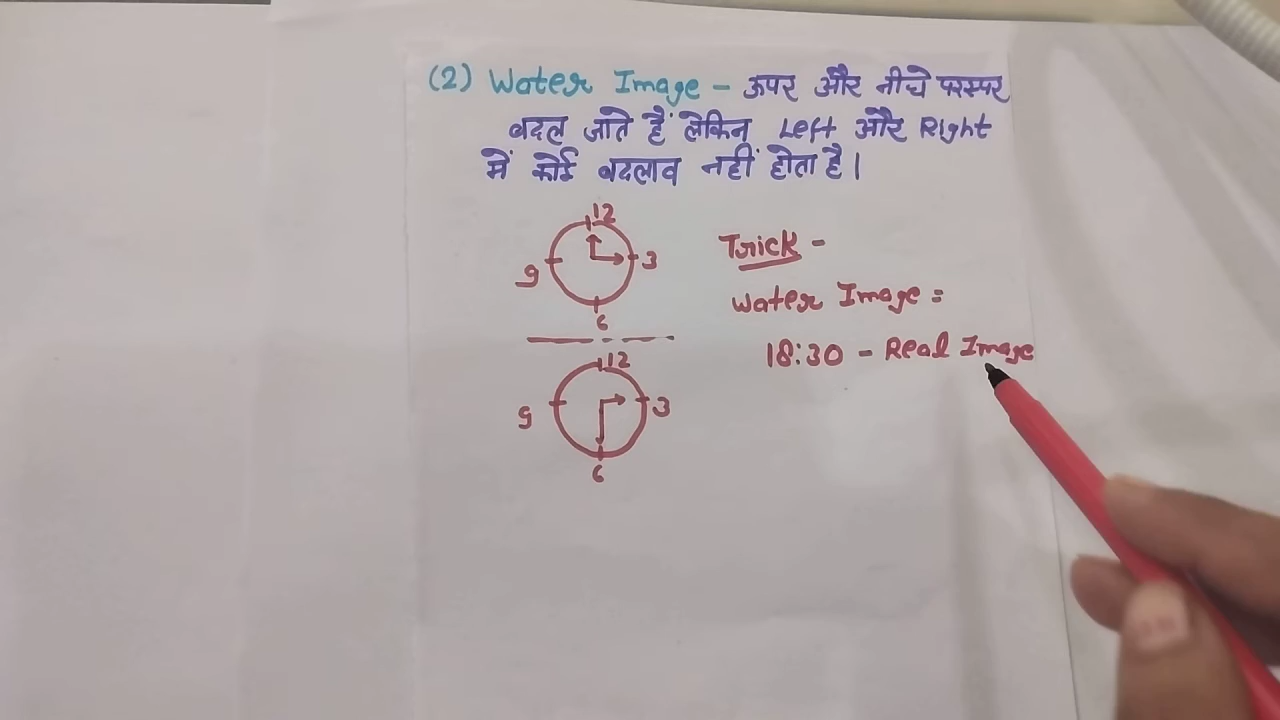 (2) Water Image - ऊपर और नीचे परस्पर
बदल जाते हैं लेकिन Left और Right
में कोई बदलाव नहीं होता है।
12
9
3
6
12
9
3
6
Trick -
Water Image =
18:30 - Real Image